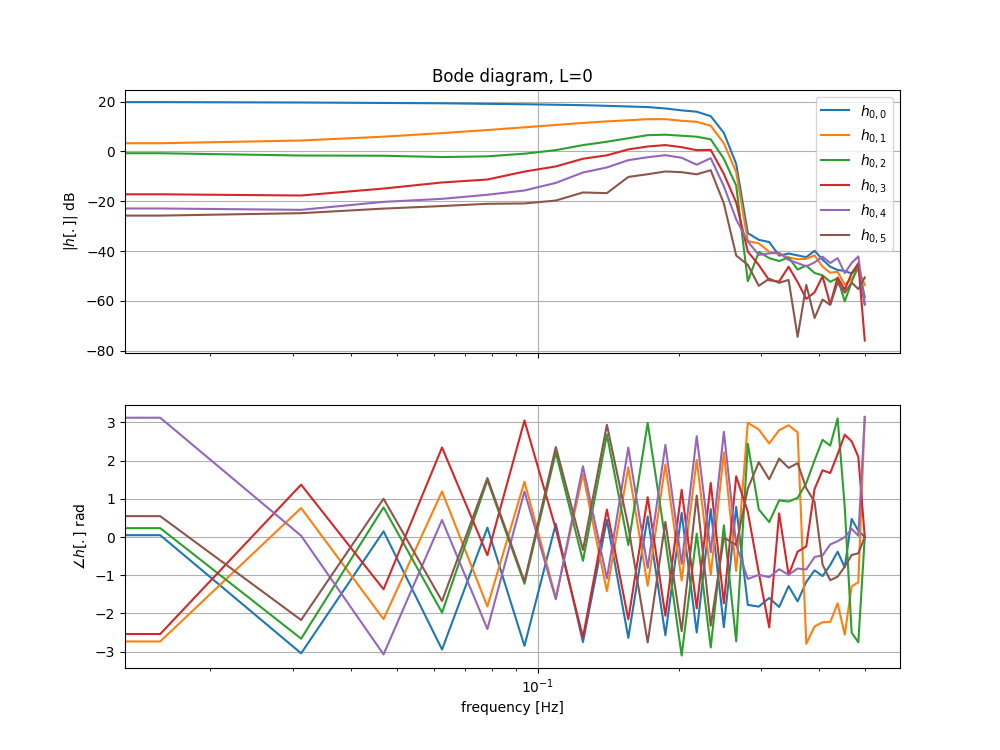 Bode diagram, L=0
|h[.]| dB
20
0
−20
−40
−60
−80
h0,0
h0,1
h0,2
h0,3
h0,4
h0,5
∠h[.] rad
3
2
1
0
−1
−2
−3
10−1
frequency [Hz]